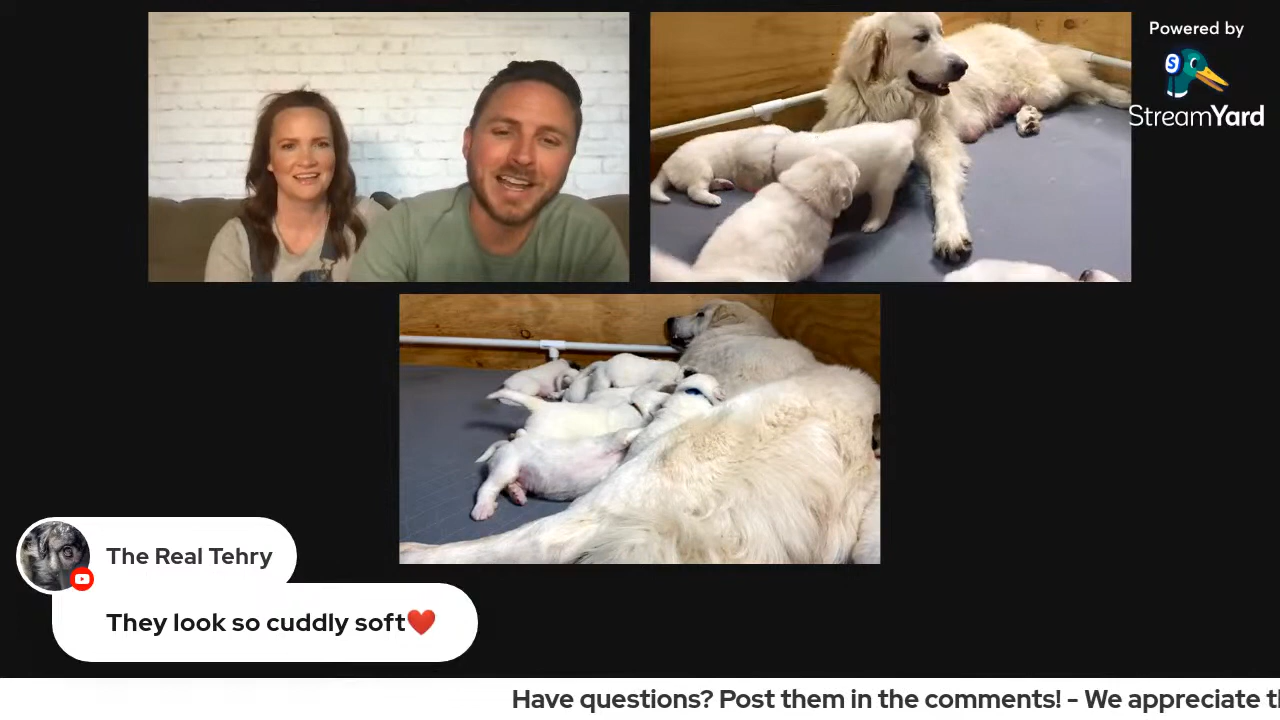 Powered by
StreamYard
The Real Tehry
They look so cuddly soft❤️
Have questions? Post them in the comments! - We appreciate